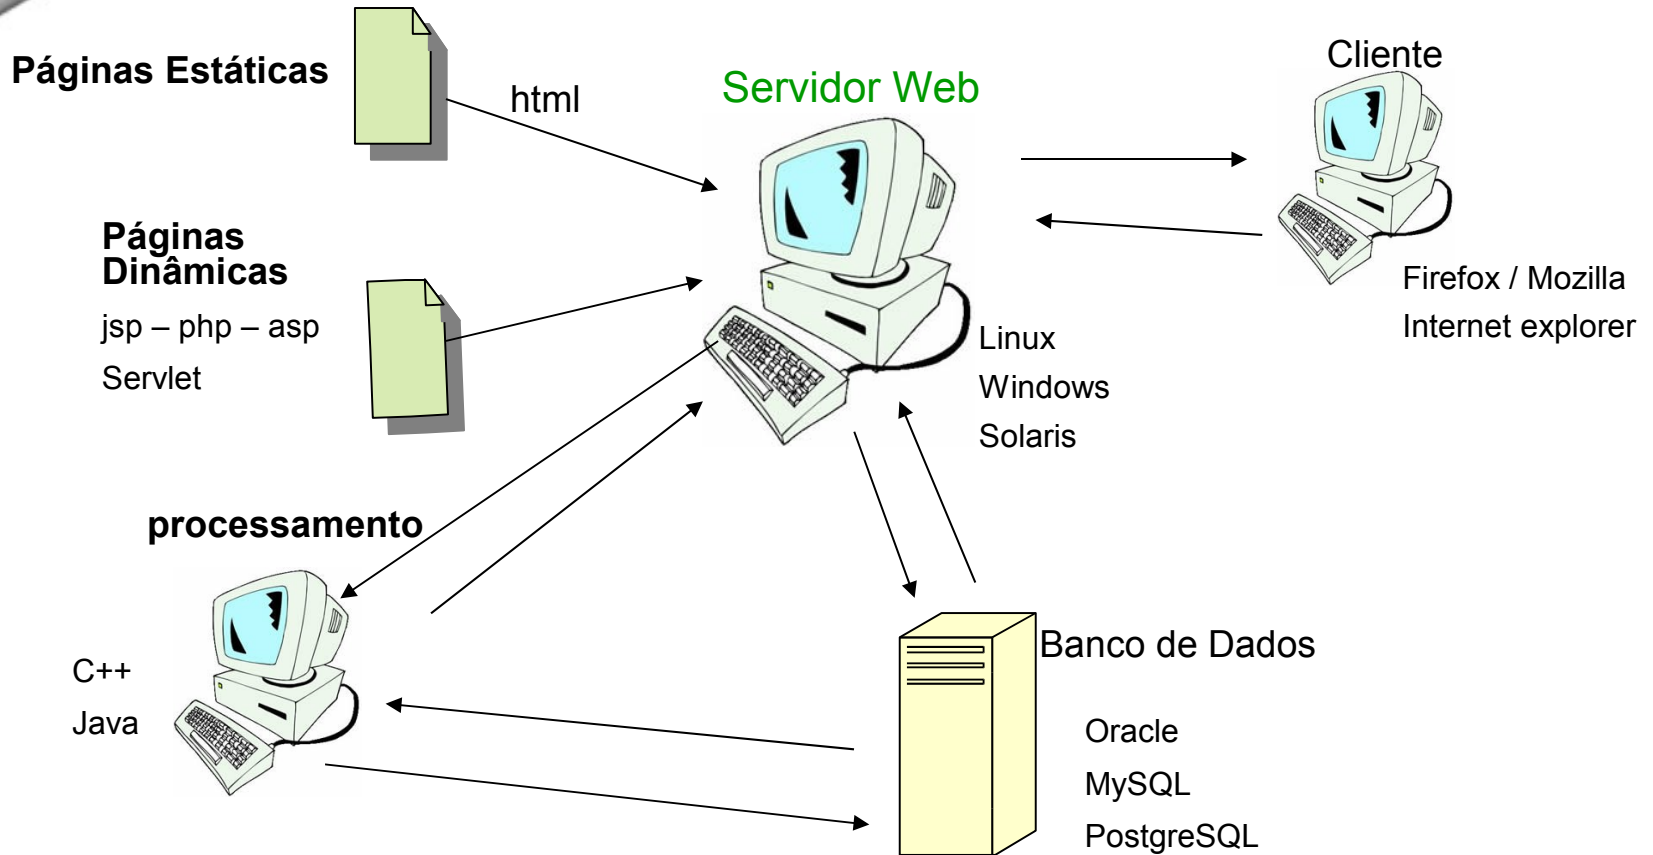 Páginas Estáticas
html
Servidor Web
Cliente
Páginas
Dinâmicas
jsp – php – asp
Servlet
Firefox / Mozilla
Internet explorer
Linux
Windows
Solaris
processamento
C++
Java
Banco de Dados
Oracle
MySQL
PostgreSQL